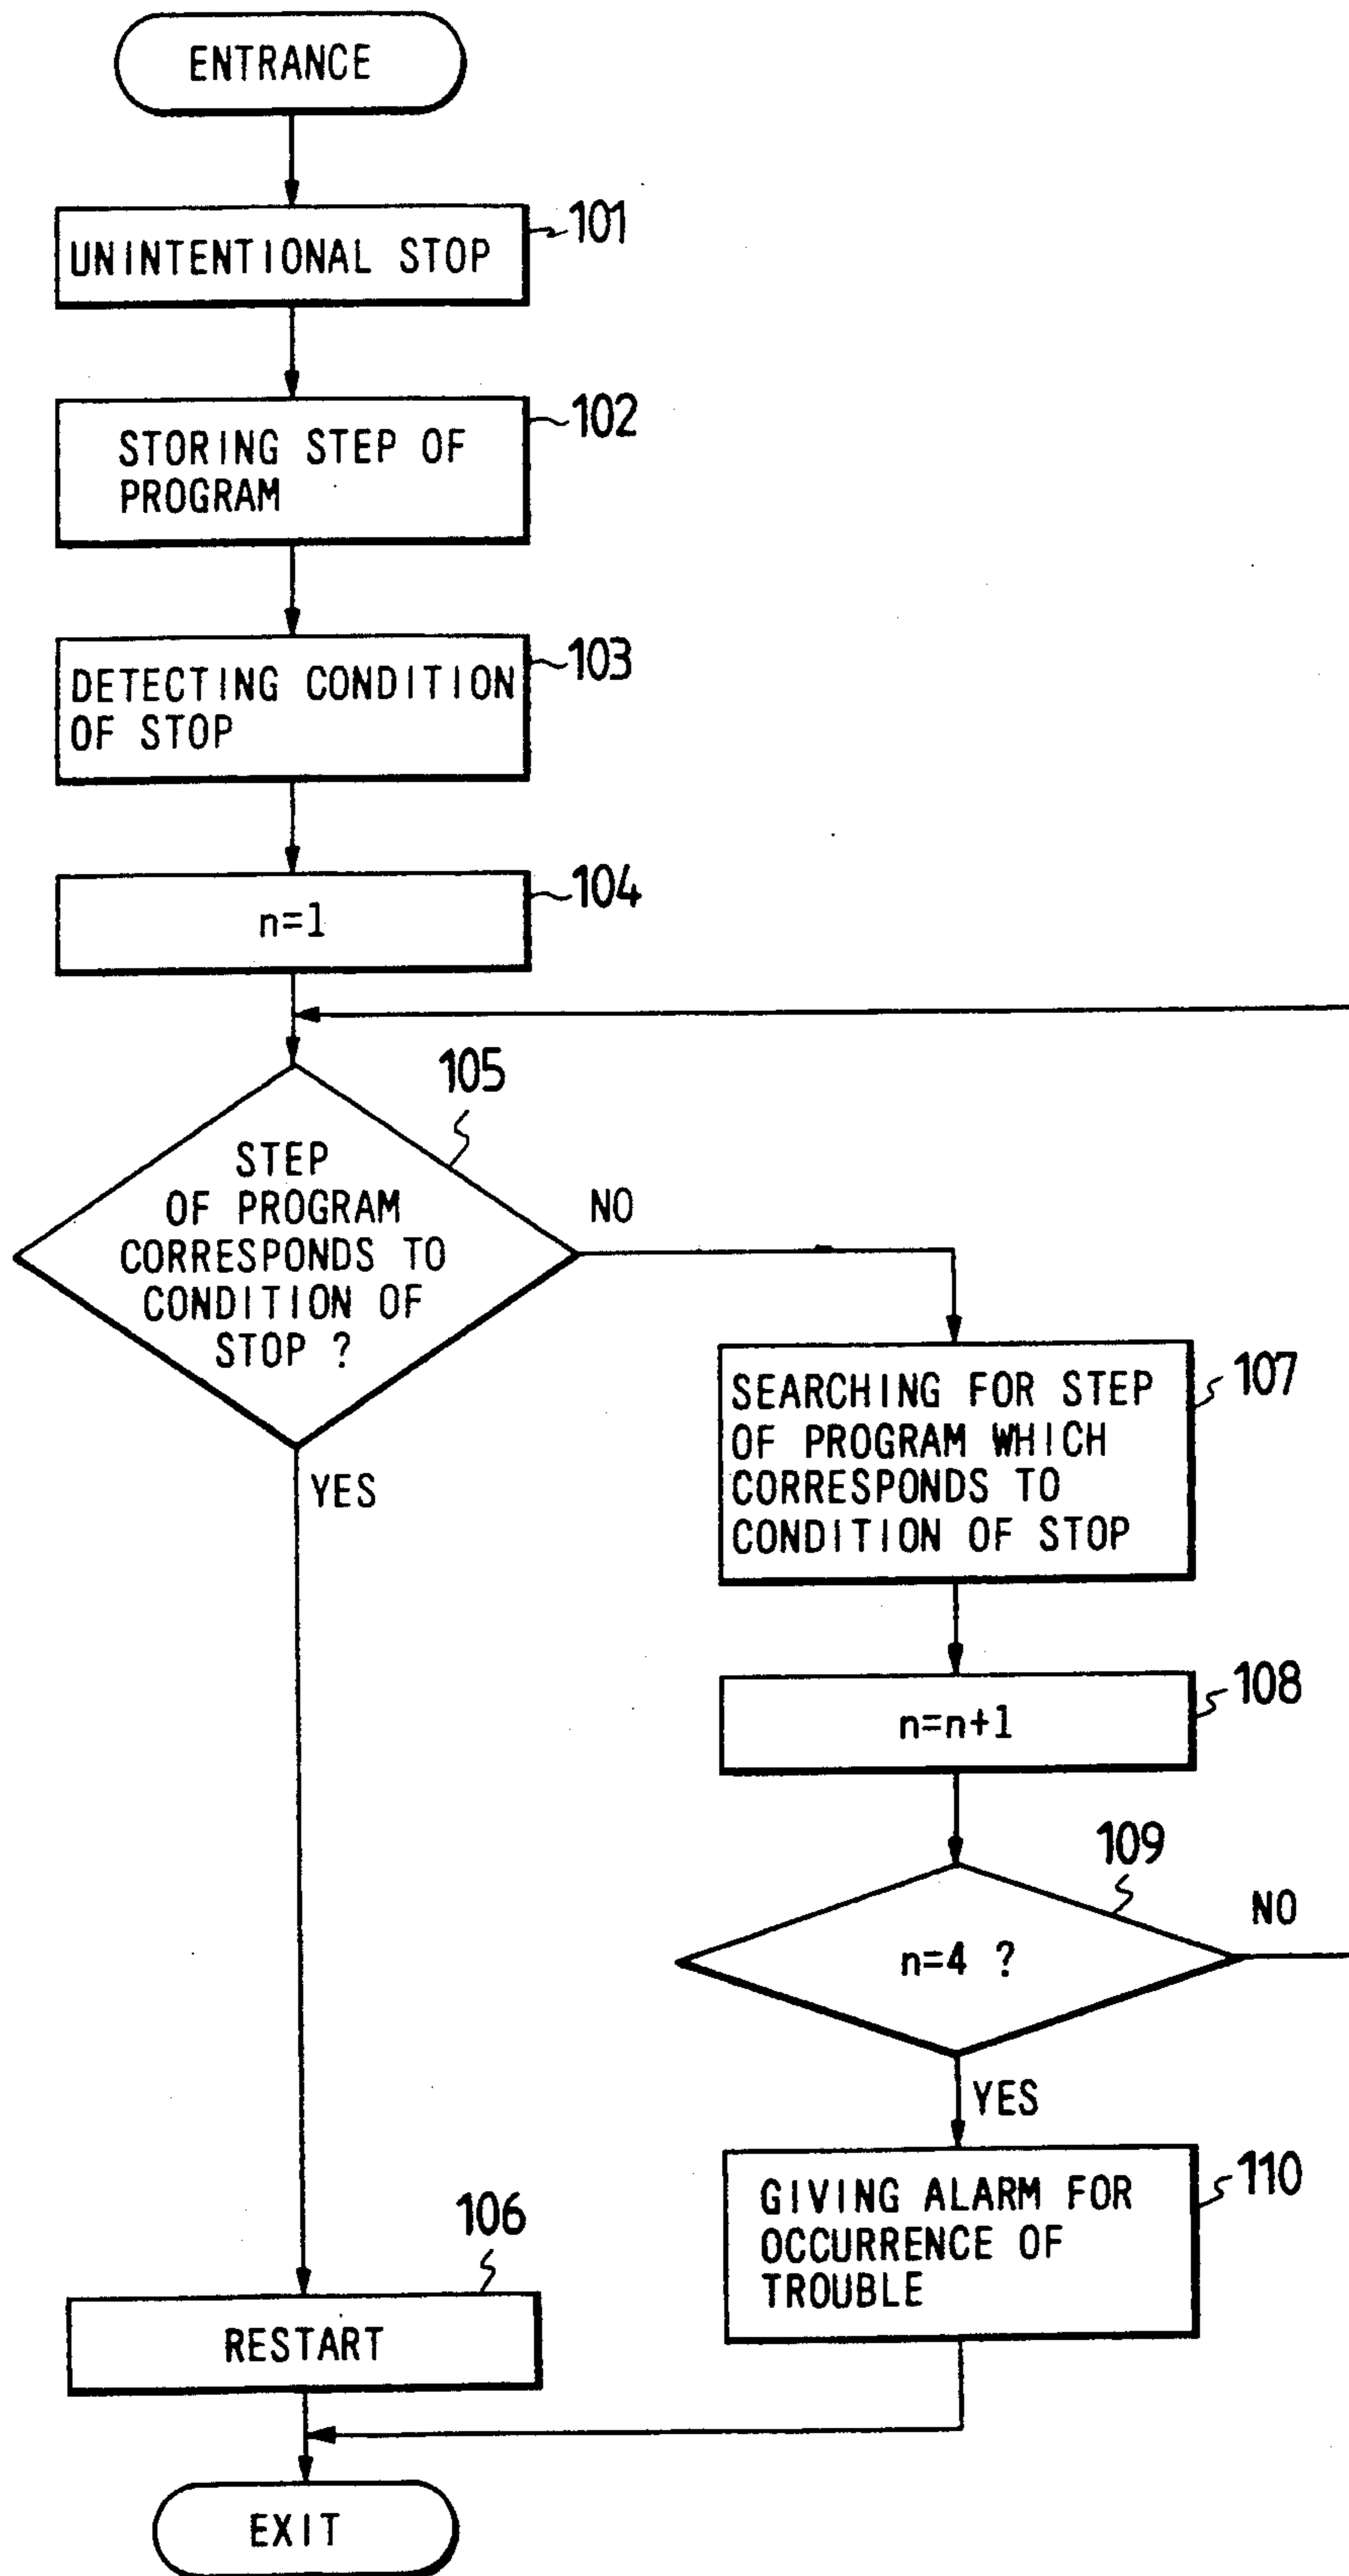 ENTRANCE
UNINTENTIONAL STOP
101
STORING STEP OF
PROGRAM
102
DETECTING CONDITION
OF STOP
103
n=1
104
105
STEP
OF PROGRAM
CORRESPONDS TO
CONDITION OF
STOP ?
NO
YES
SEARCHING FOR STEP
OF PROGRAM WHICH
CORRESPONDS TO
CONDITION OF STOP
107
n=n+1
108
109
n=4 ?
NO
YES
GIVING ALARM FOR
OCCURRENCE OF
TROUBLE
110
106
RESTART
EXIT